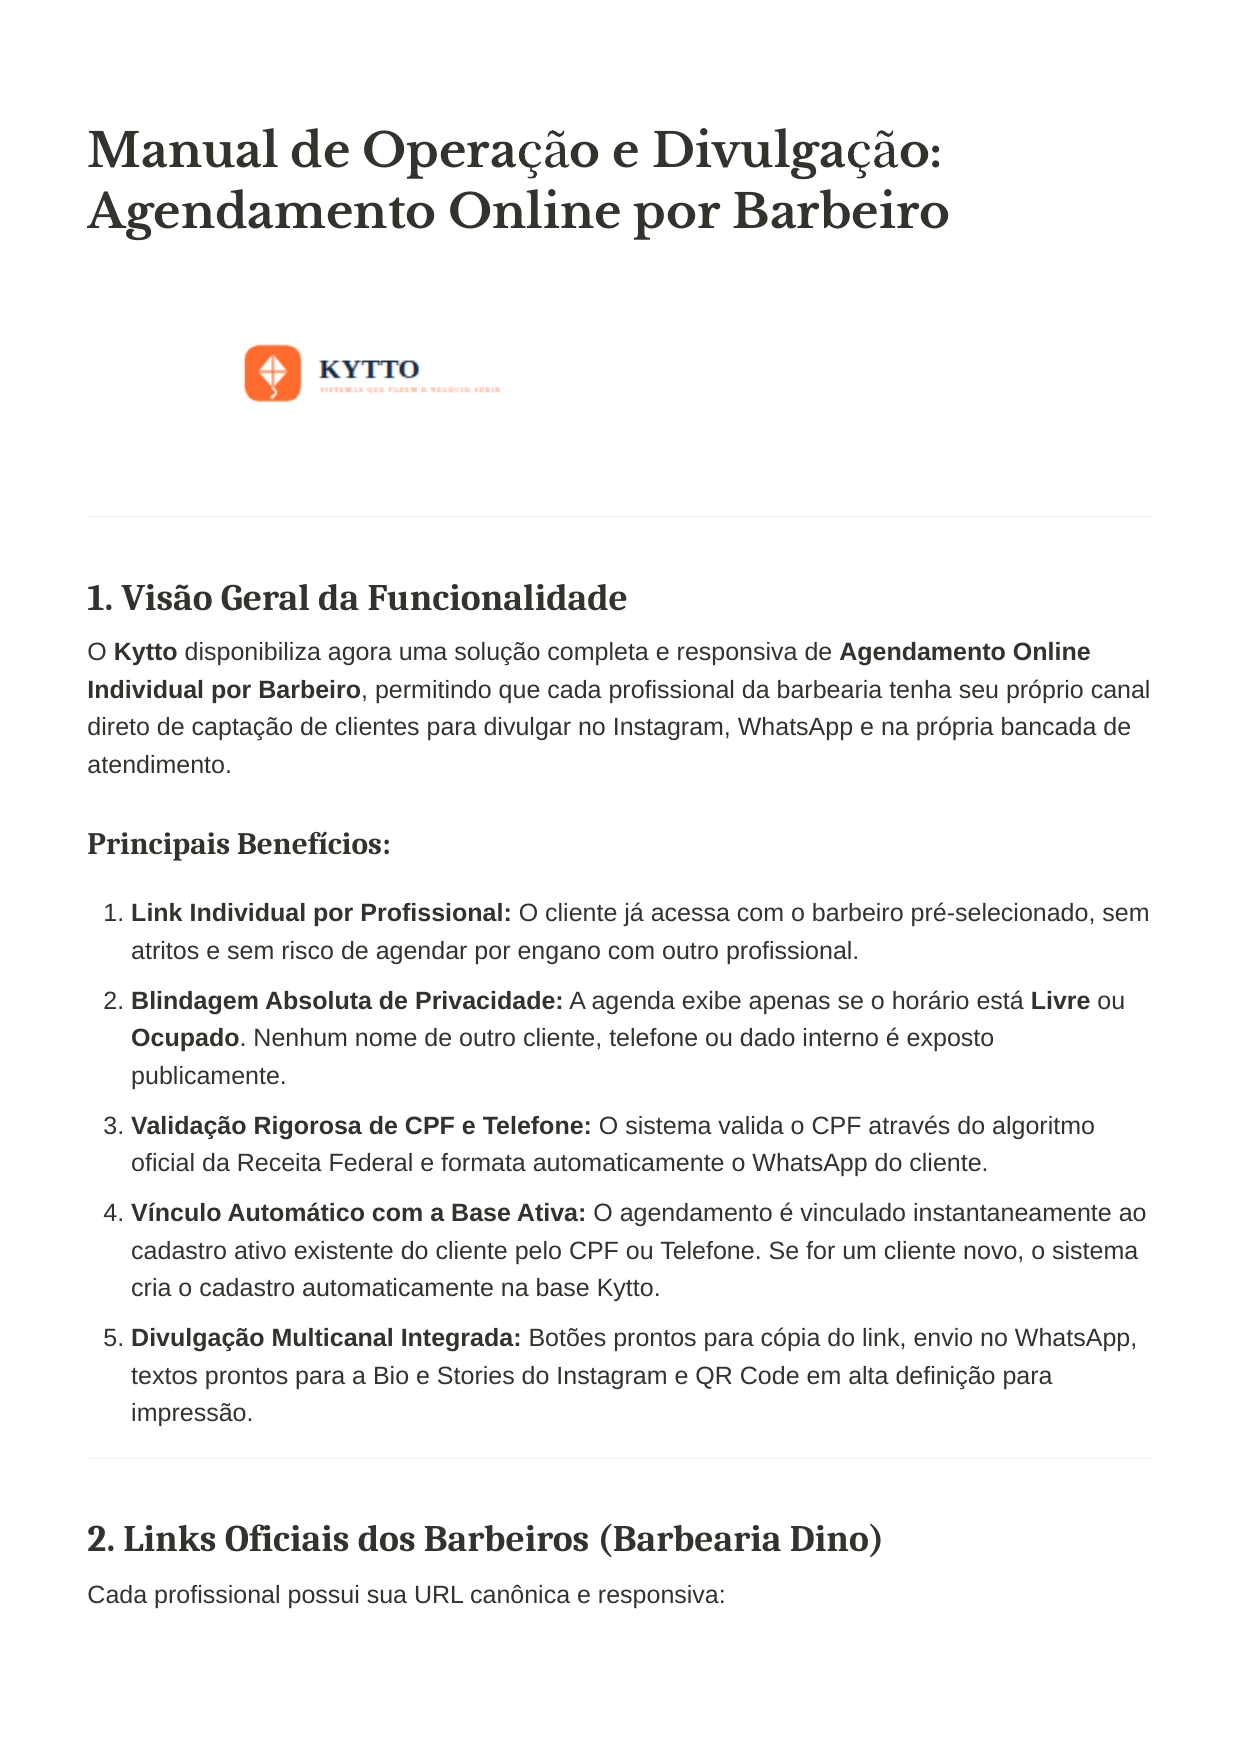 Manual de Operação e Divulgação:
Agendamento Online por Barbeiro
KYTTO
SISTEMAS QUE FAZEM O NEGÓCIO SUBIR
1. Visão Geral da Funcionalidade
O Kytto disponibiliza agora uma solução completa e responsiva de Agendamento Online
Individual por Barbeiro, permitindo que cada profissional da barbearia tenha seu próprio canal
direto de captação de clientes para divulgar no Instagram, WhatsApp e na própria bancada de
atendimento.
Principais Benefícios:
1. Link Individual por Profissional: O cliente já acessa com o barbeiro pré-selecionado, sem
atritos e sem risco de agendar por engano com outro profissional.
2. Blindagem Absoluta de Privacidade: A agenda exibe apenas se o horário está Livre ou
Ocupado. Nenhum nome de outro cliente, telefone ou dado interno é exposto
publicamente.
3. Validação Rigorosa de CPF e Telefone: O sistema valida o CPF através do algoritmo
oficial da Receita Federal e formata automaticamente o WhatsApp do cliente.
4. Vínculo Automático com a Base Ativa: O agendamento é vinculado instantaneamente ao
cadastro ativo existente do cliente pelo CPF ou Telefone. Se for um cliente novo, o sistema
cria o cadastro automaticamente na base Kytto.
5. Divulgação Multicanal Integrada: Botões prontos para cópia do link, envio no WhatsApp,
textos prontos para a Bio e Stories do Instagram e QR Code em alta definição para
impressão.
2. Links Oficiais dos Barbeiros (Barbearia Dino)
Cada profissional possui sua URL canônica e responsiva: